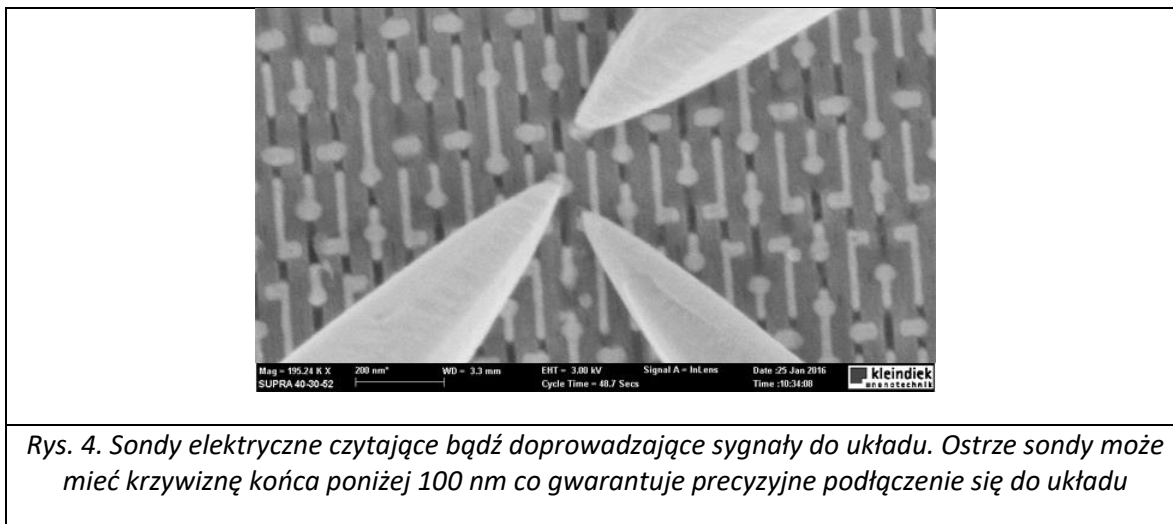 Mag = 195.24 K X 200 nm* WD = 3.3 mm EHT = 3.00 kV Signal A = InLens Date :25 Jan 2016 kleindiek
SUPRA 40-30-52 Cycle Time = 48.7 Secs Time :10:34:08 nanotechnik
Rys. 4. Sondy elektryczne czytające bądź doprowadzające sygnały do układu. Ostrze sondy może
mieć krzywiznę końca poniżej 100 nm co gwarantuje precyzyjne podłączenie się do układu